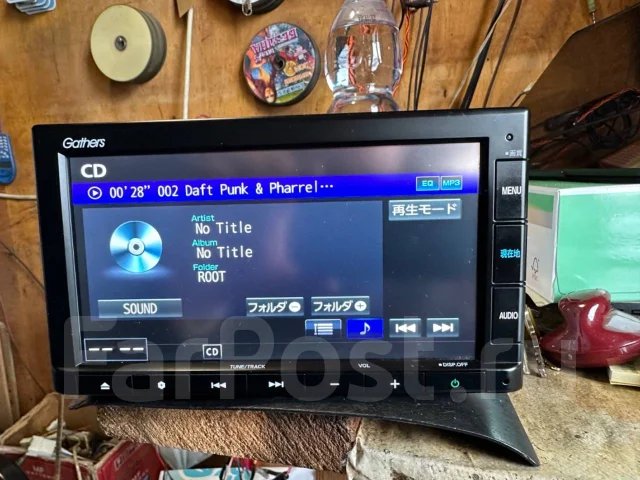 Gathers
CD
00'28" 002 Daft Punk & Pharrel…
EQ MP3
Artist
No Title
再生モード
Album
No Title
Folder
ROOT
SOUND
フォルダ
フォルダ
CD
画質
MENU
現在地
AUDIO
TUNE/TRACK
VOL
DISP.OFF
FarPost.ru